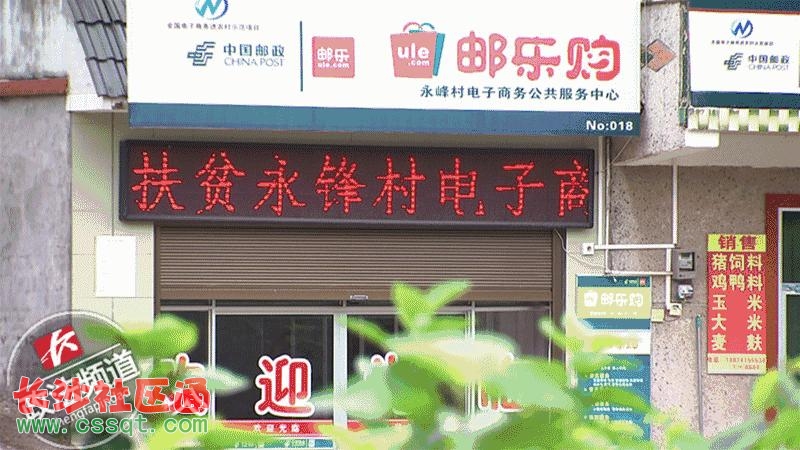 全国电子商务进农村示范项目
中国邮政
CHINA POST
邮乐
ule.com
ule.com
邮乐购
永峰村电子商务公共服务中心
No:018
中国邮政
CHINA POST
扶贫永锋村电子商
销售
猪饲料
鸡鸭料
玉米
大米
麦麸
邮乐购
迎
欢迎光临
频道
长沙社区通
www.cssqt.com